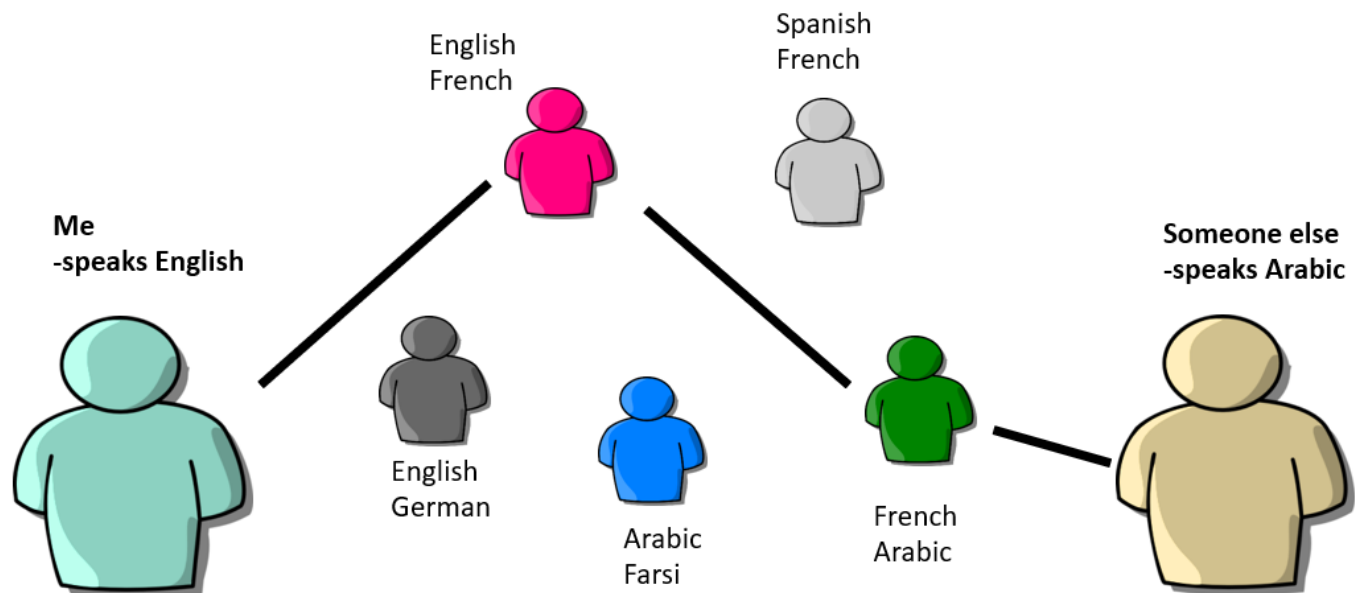 English
French
Spanish
French
Me
-speaks English
Someone else
-speaks Arabic
English
German
Arabic
Farsi
French
Arabic